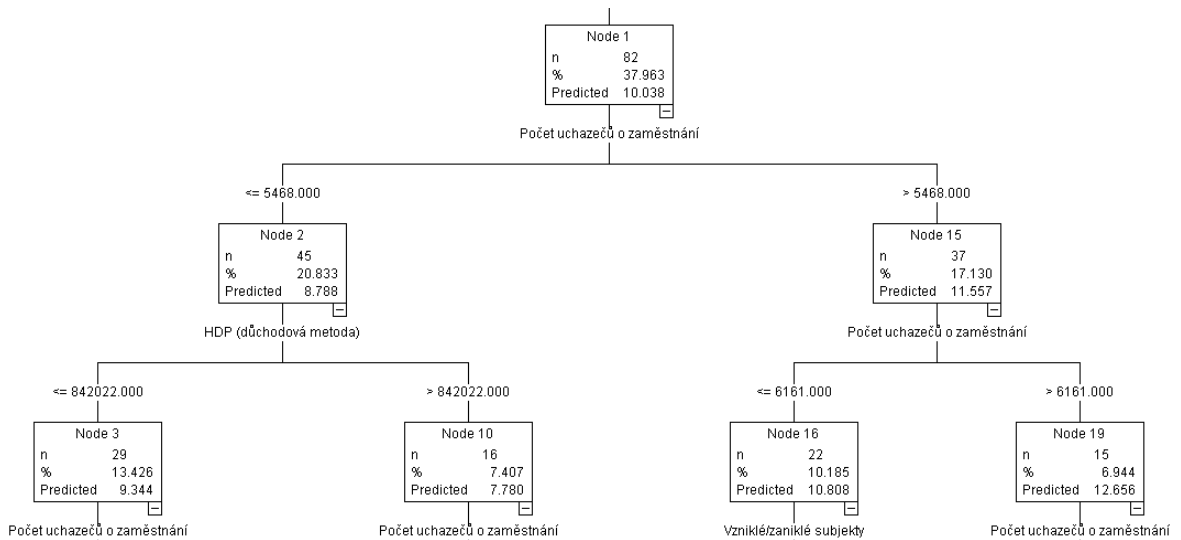 Node 1
n 82
% 37.963
Predicted 10.038
Počet uchazečů o zaměstnání
<= 5468.000
> 5468.000
Node 2
n 45
% 20.833
Predicted 8.788
HDP (důchodová metoda)
Node 15
n 37
% 17.130
Predicted 11.557
Počet uchazečů o zaměstnání
<= 842022.000
> 842022.000
<= 6161.000
> 6161.000
Node 3
n 29
% 13.426
Predicted 9.344
Počet uchazečů o zaměstnání
Node 10
n 16
% 7.407
Predicted 7.780
Počet uchazečů o zaměstnání
Node 16
n 22
% 10.185
Predicted 10.808
Vzniklé/zaniklé subjekty
Node 19
n 15
% 6.944
Predicted 12.656
Počet uchazečů o zaměstnání